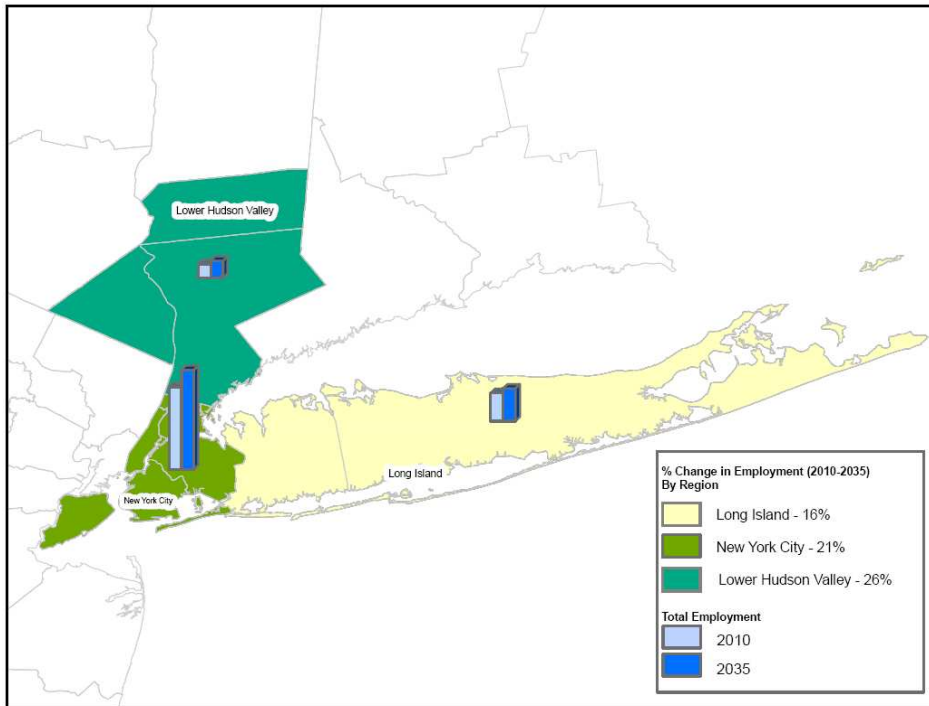 Lower Hudson Valley
Long Island
New York City
% Change in Employment (2010-2035)
By Region
Long Island - 16%
New York City - 21%
Lower Hudson Valley - 26%
Total Employment
2010
2035